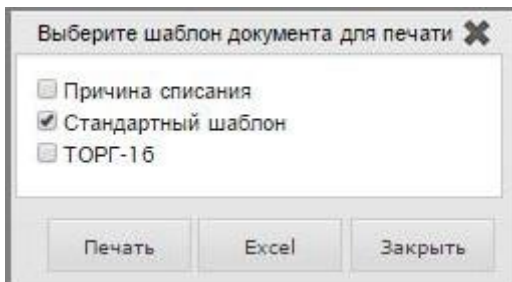 Выберите шаблон документа для печати
Причина списания
Стандартный шаблон
ТОРГ-16
Печать Excel Закрыть